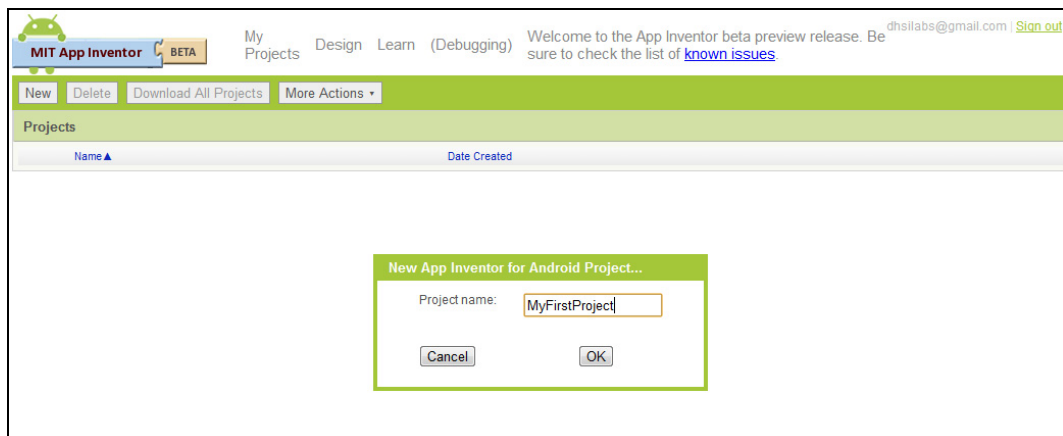 MIT App Inventor BETA
My Projects Design Learn (Debugging)
Welcome to the App Inventor beta preview release. Be
sure to check the list of known issues.
dhsilabs@gmail.com | Sign out
New Delete Download All Projects More Actions ▾
Projects
Name▲ Date Created
New App Inventor for Android Project...
Project name: MyFirstProject
Cancel OK